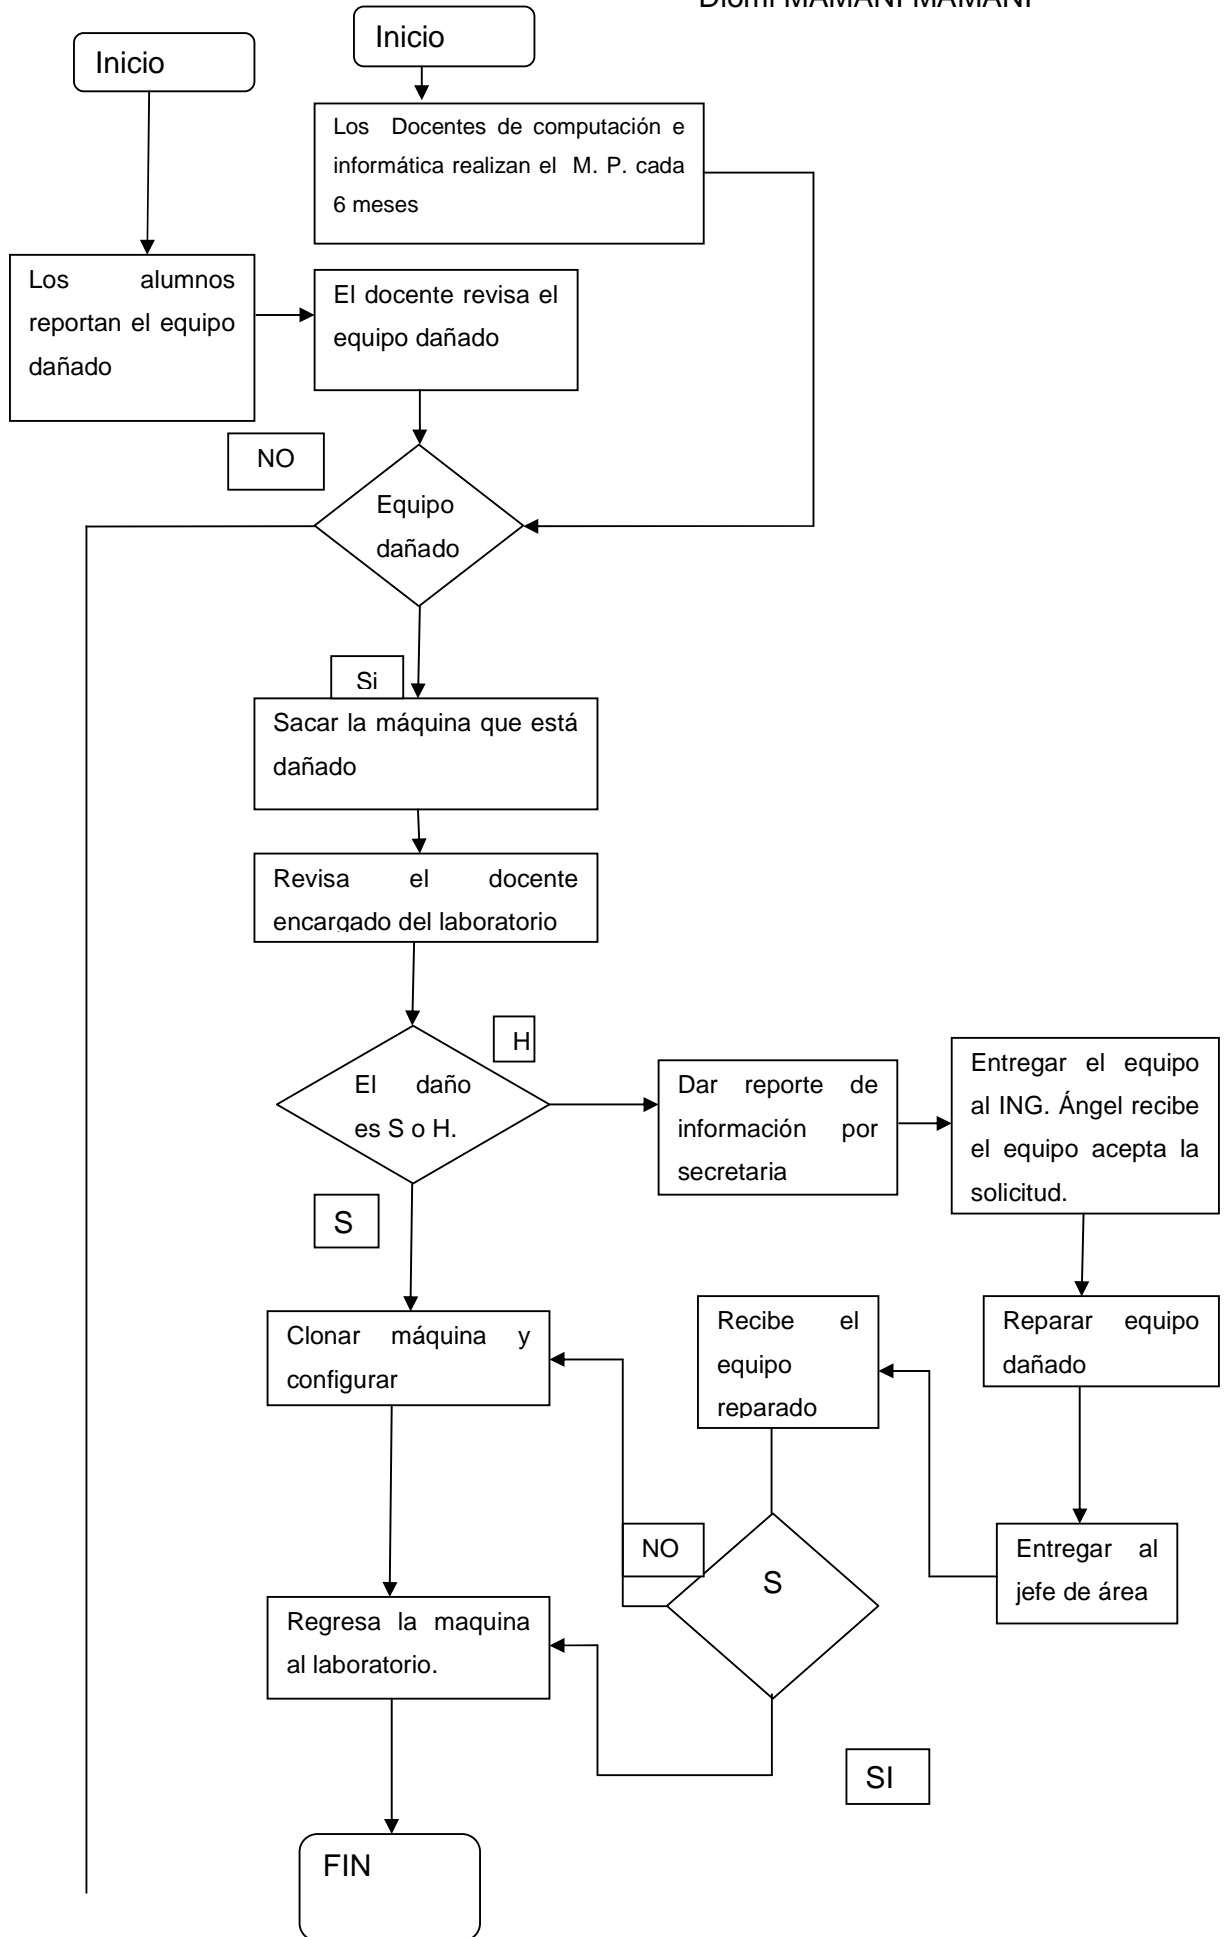 Diomi MAMANI MAMANI
Inicio
Inicio
Los Docentes de computación e
informática realizan el M. P. cada
6 meses
Los alumnos
reportan el equipo
dañado
El docente revisa el
equipo dañado
NO
Equipo
dañado
Si
Sacar la máquina que está
dañado
Revisa el docente
encargado del laboratorio
H
El daño
es S o H.
Dar reporte de
información por
secretaria
Entregar el equipo
al ING. Ángel recibe
el equipo acepta la
solicitud.
S
Clonar máquina y
configurar
Recibe el
equipo
reparado
Reparar equipo
dañado
NO
S
Entregar al
jefe de área
Regresa la maquina
al laboratorio.
SI
FIN